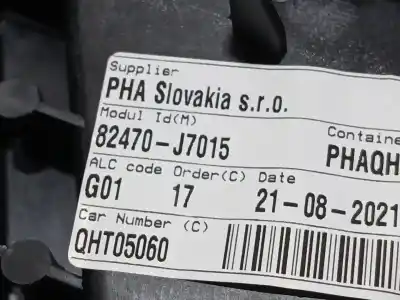 Supplier
PHA Slovakia s.r.o.
Modul Id(M)
82470-J7015
Containe
PHAQH
ALC code Order(C) Date
G01 17 21-08-2021
Car Number (C)
QHT05060